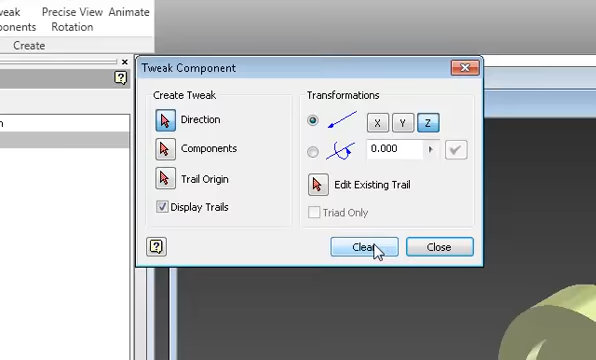 weak Precise View Animate
ponents Rotation
Create
n
Tweak Component
Create Tweak
Direction
Components
Trail Origin
Display Trails
Transformations
X Y Z
0.000
Edit Existing Trail
Triad Only
Clear Close